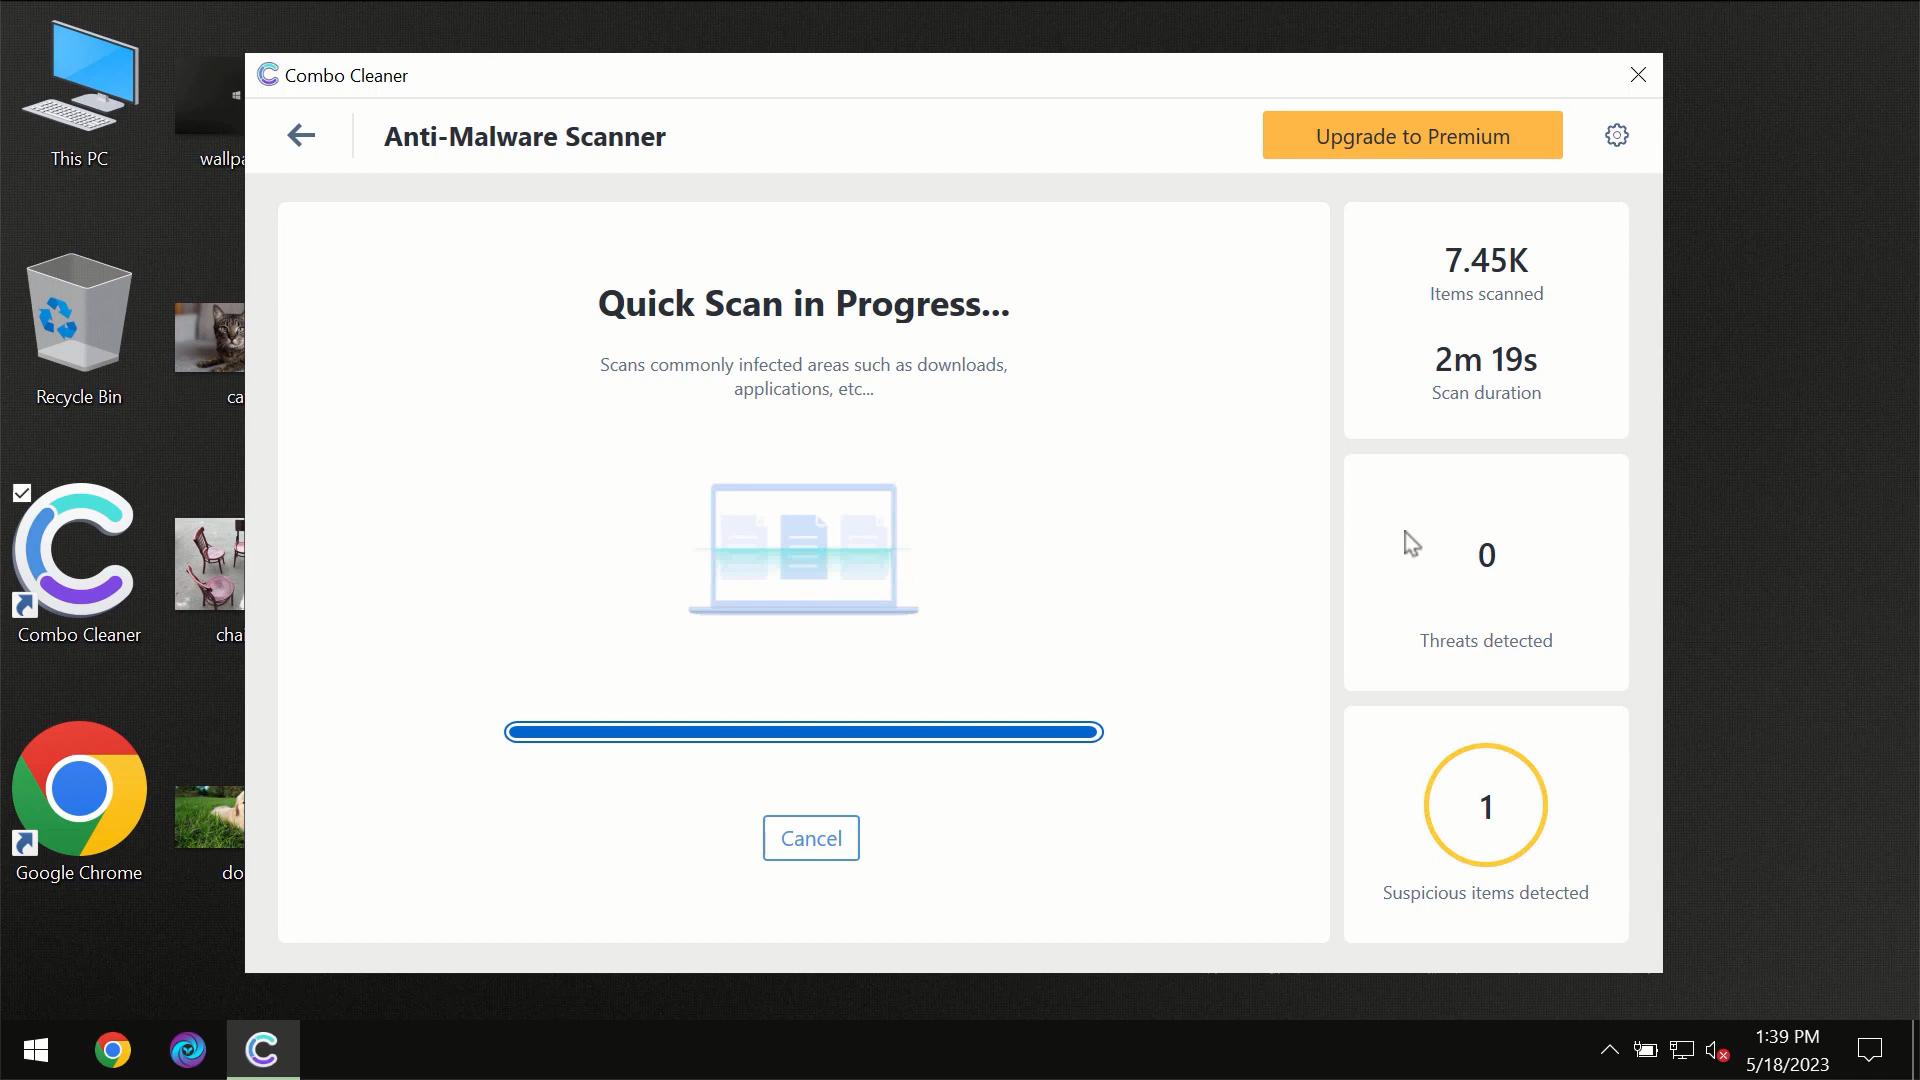 Combo Cleaner
Anti-Malware Scanner
Upgrade to Premium
Quick Scan in Progress...
Scans commonly infected areas such as downloads,
applications, etc...
Cancel
7.45K
Items scanned
2m 19s
Scan duration
0
Threats detected
1
Suspicious items detected
This PC
wallpa
Recycle Bin
ca
Combo Cleaner
chai
Google Chrome
do
1:39 PM
5/18/2023